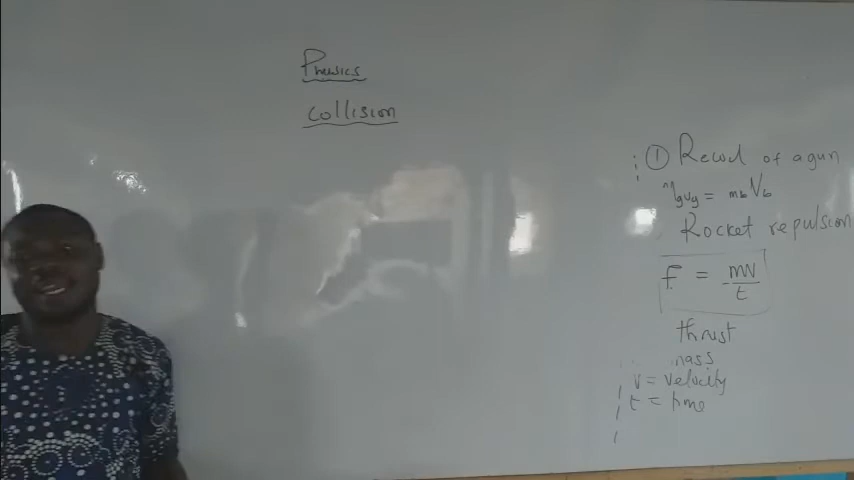 Physics
Collision
① Recoil of a gun
mgvg = mbVb
Rocket repulsion
f = mv/t
thrust
mass
v = velocity
t = time